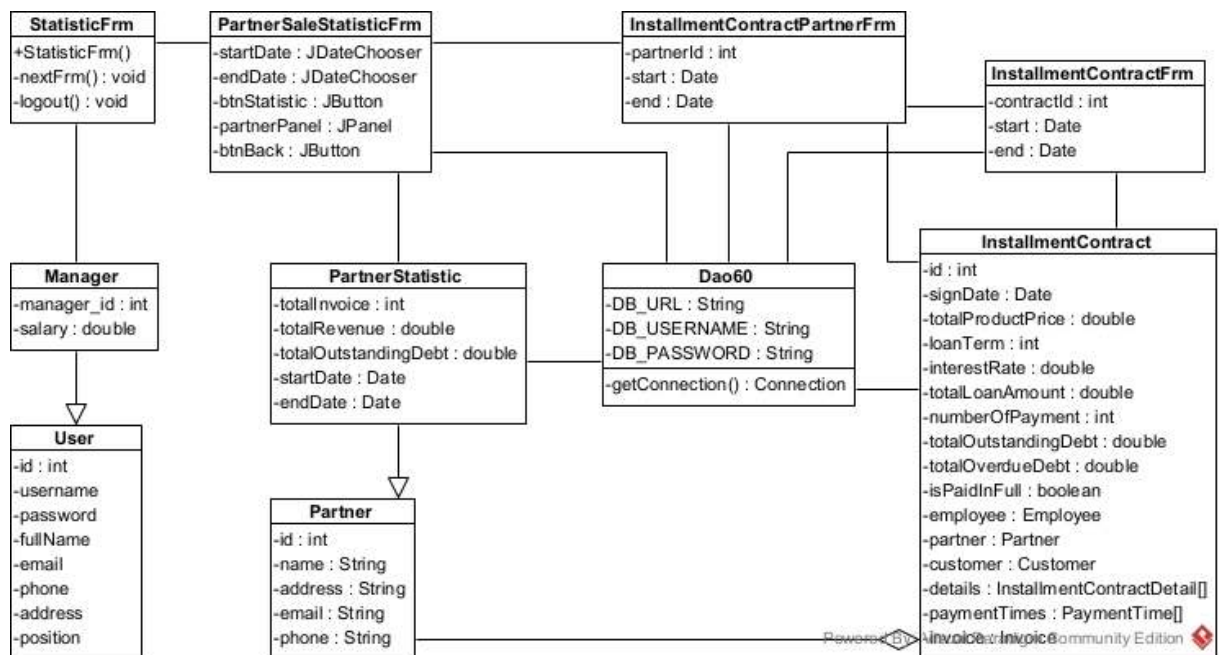 StatisticFrm
+StatisticFrm()
-nextFrm() : void
-logout() : void
PartnerSaleStatisticFrm
-startDate : JDateChooser
-endDate : JDateChooser
-btnStatistic : JButton
-partnerPanel : JPanel
-btnBack : JButton
InstallmentContractPartnerFrm
-partnerId : int
-start : Date
-end : Date
InstallmentContractFrm
-contractId : int
-start : Date
-end : Date
Manager
-manager_id : int
-salary : double
PartnerStatistic
-totalInvoice : int
-totalRevenue : double
-totalOutstandingDebt : double
-startDate : Date
-endDate : Date
Dao60
-DB_URL : String
-DB_USERNAME : String
-DB_PASSWORD : String
-getConnection() : Connection
InstallmentContract
-id : int
-signDate : Date
-totalProductPrice : double
-loanTerm : int
-interestRate : double
-totalLoanAmount : double
-numberOfPayment : int
-totalOutstandingDebt : double
-totalOverdueDebt : double
-isPaidInFull : boolean
-employee : Employee
-partner : Partner
-customer : Customer
-details : InstallmentContractDetail[]
-paymentTimes : PaymentTime[]
-invoice : Invoice
User
-id : int
-username
-password
-fullName
-email
-phone
-address
-position
Partner
-id : int
-name : String
-address : String
-email : String
-phone : String
Powered By Community Edition